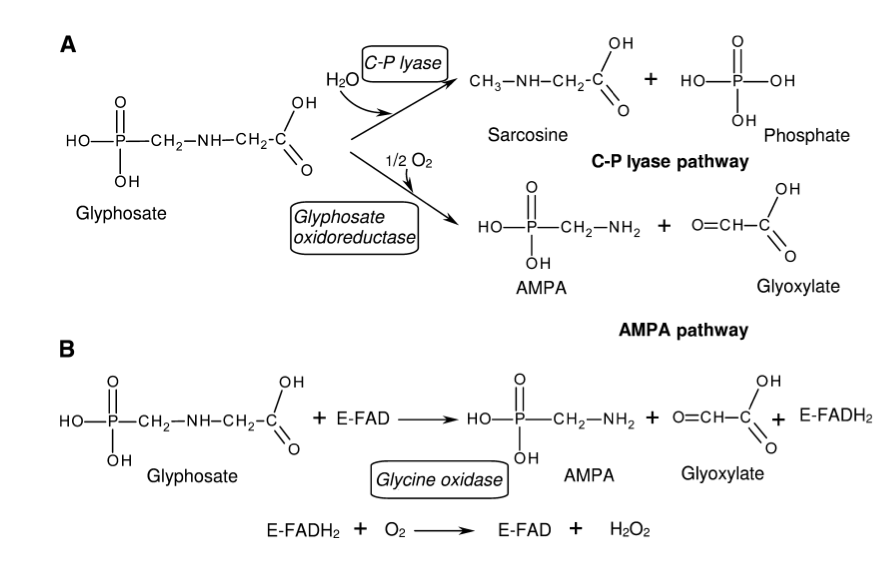 A
C-P lyase
H₂O
OH
CH₃–NH–CH₂-C
O
+
O
HO–P–OH
OH
Sarcosine
Phosphate
C-P lyase pathway
O
HO–P–CH₂–NH–CH₂-C
OH
O
OH
Glyphosate
1/2 O₂
Glyphosate
oxidoreductase
O
HO–P–CH₂–NH₂
OH
AMPA
+
O=CH–C
OH
O
Glyoxylate
AMPA pathway
B
O
HO–P–CH₂–NH–CH₂-C
OH
O
OH
Glyphosate
+ E-FAD
O
HO–P–CH₂–NH₂
OH
AMPA
+
O=CH–C
OH
O
Glyoxylate
+ E-FADH₂
Glycine oxidase
E-FADH₂ + O₂ → E-FAD + H₂O₂